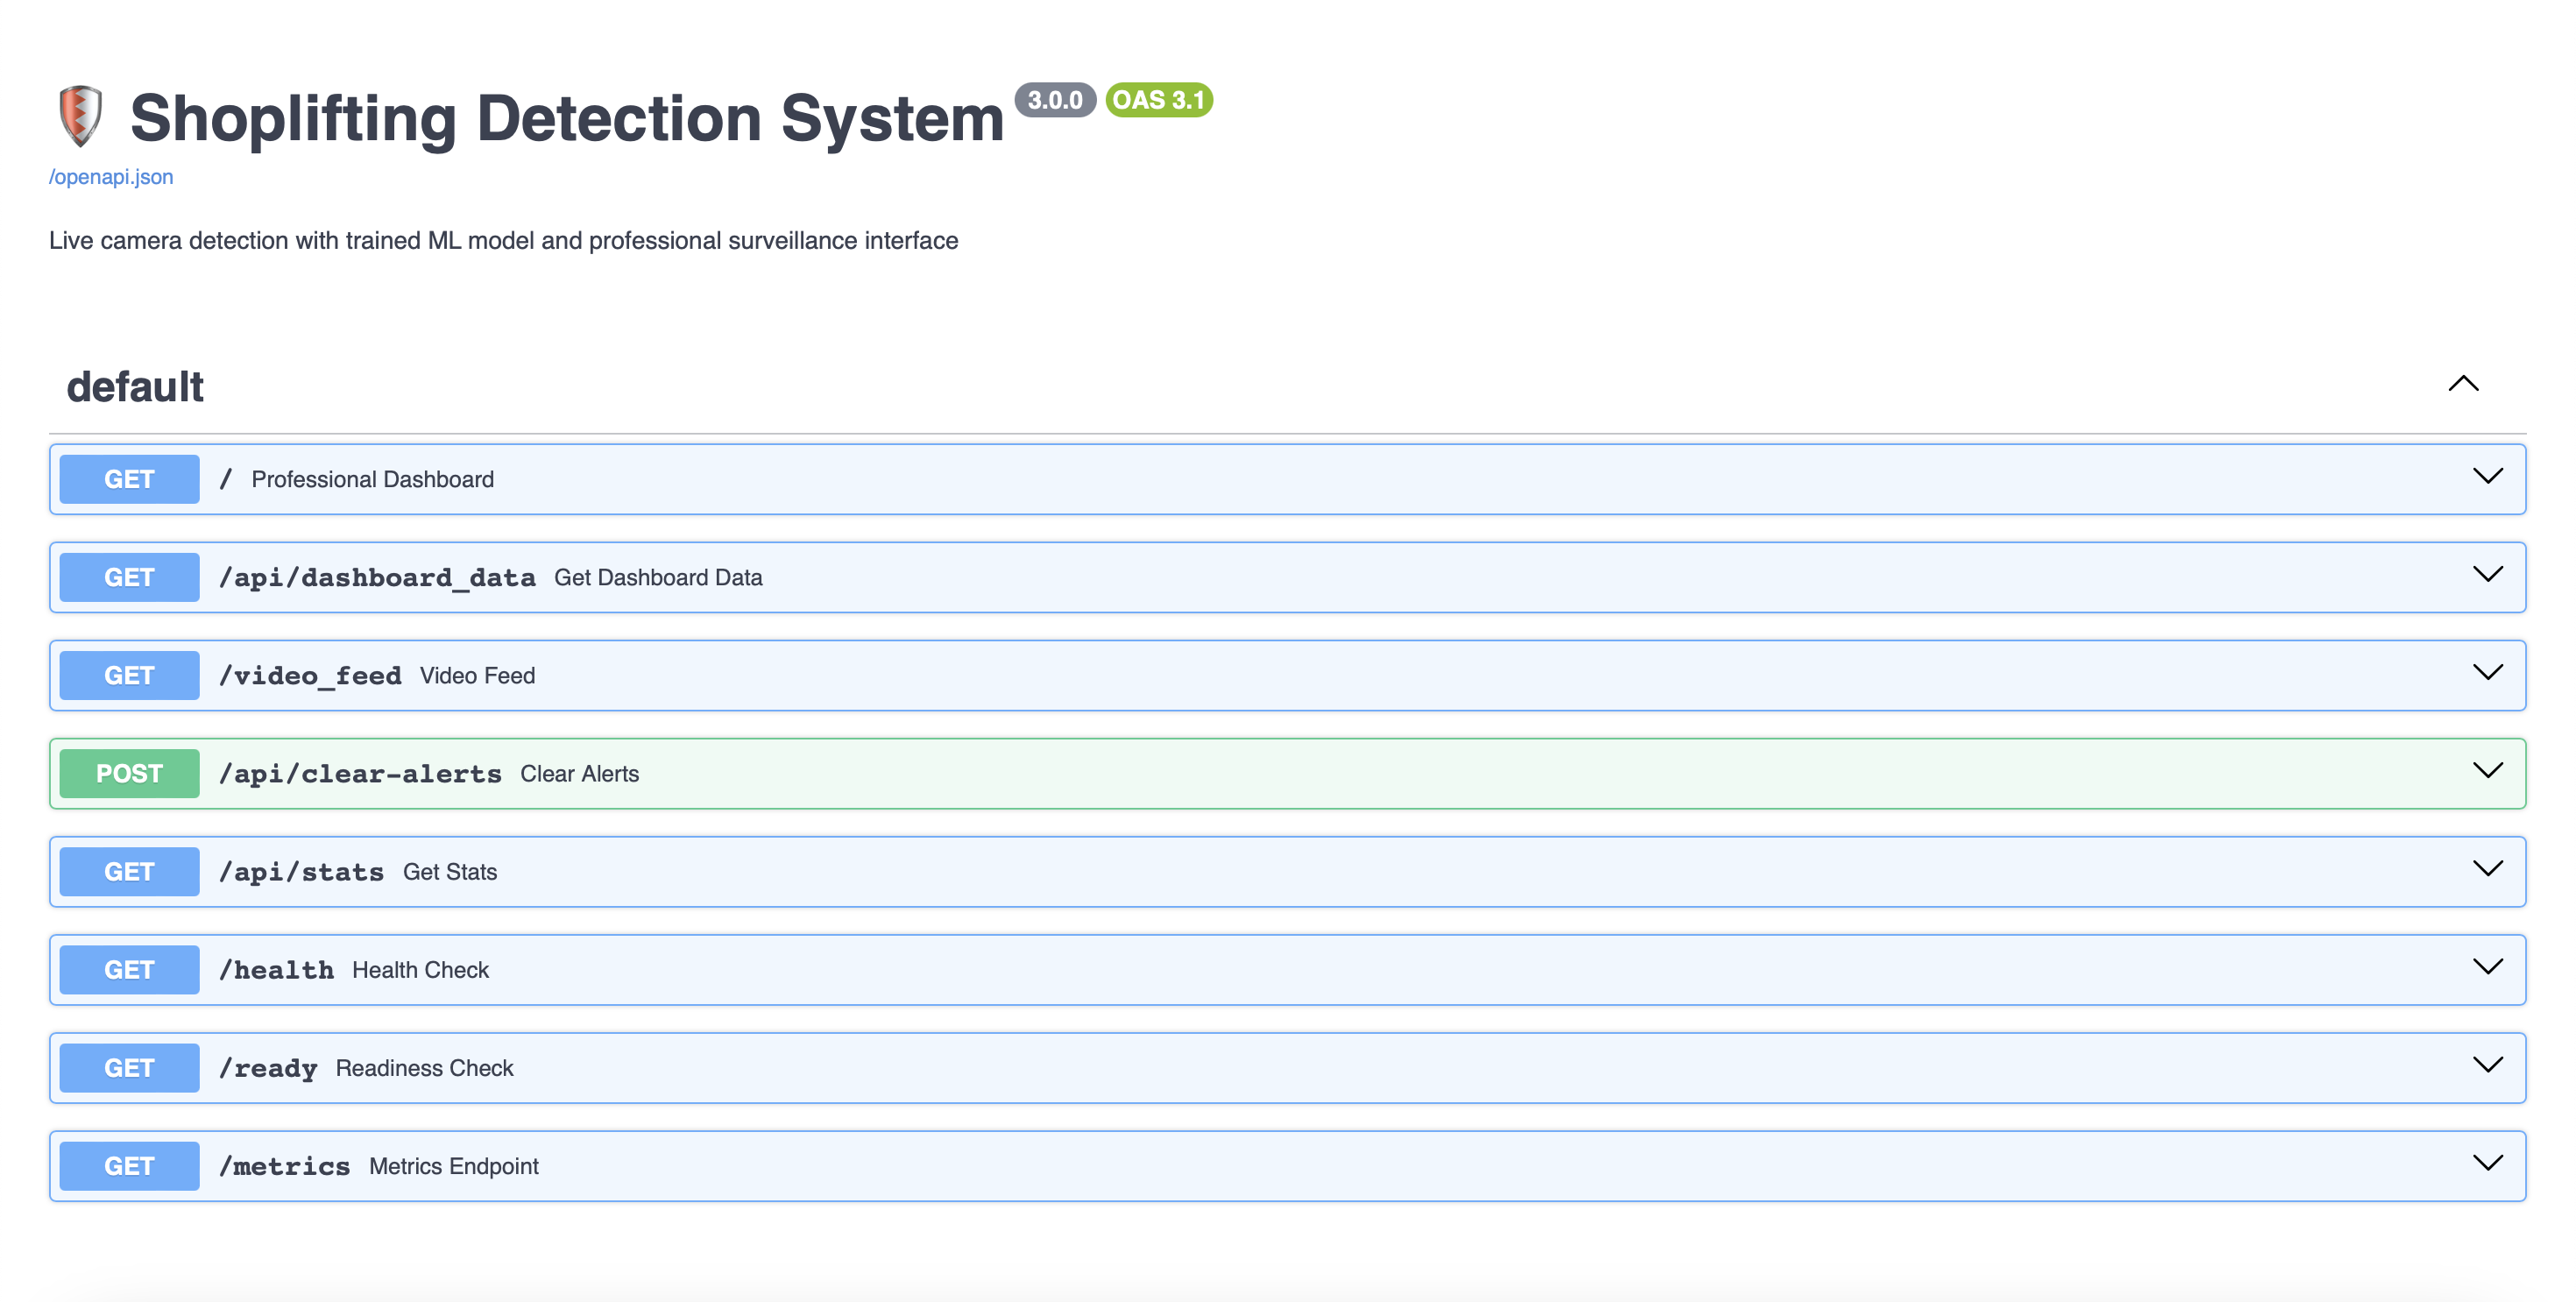 Shoplifting Detection System 3.0.0 OAS 3.1
/openapi.json
Live camera detection with trained ML model and professional surveillance interface
default
GET / Professional Dashboard
GET /api/dashboard_data Get Dashboard Data
GET /video_feed Video Feed
POST /api/clear-alerts Clear Alerts
GET /api/stats Get Stats
GET /health Health Check
GET /ready Readiness Check
GET /metrics Metrics Endpoint